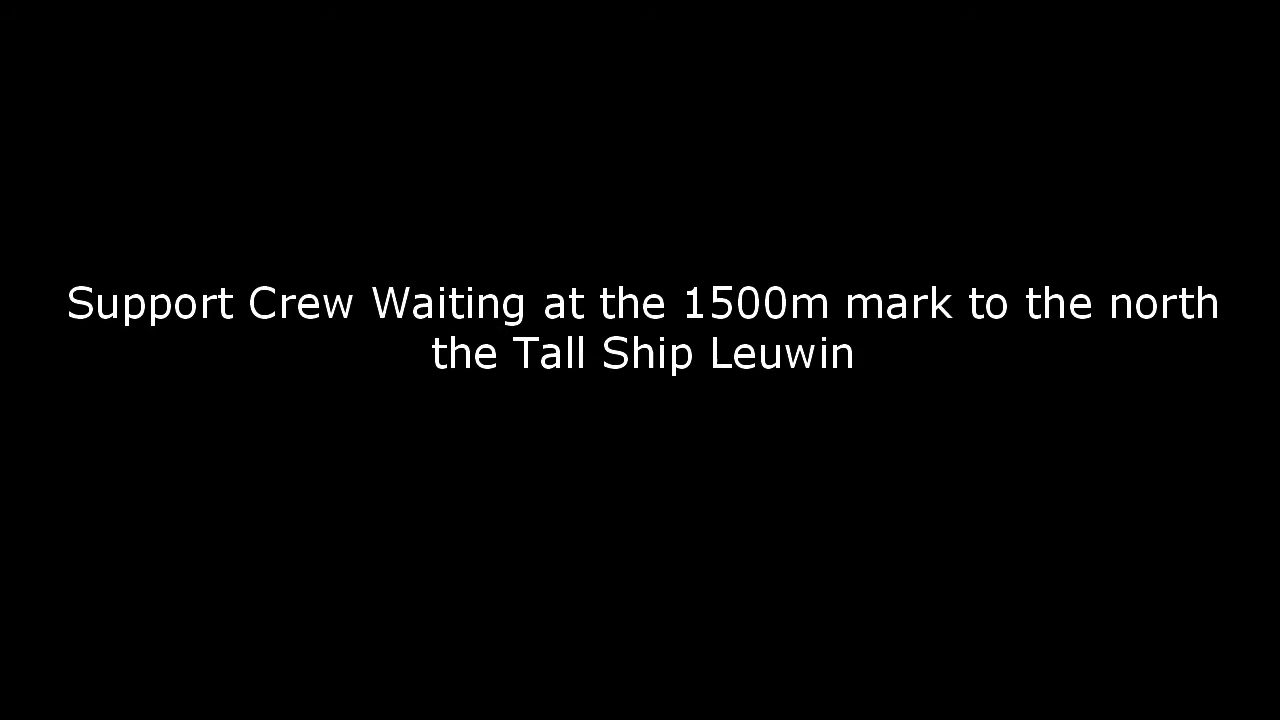 Support Crew Waiting at the 1500m mark to the north
the Tall Ship Leuwin